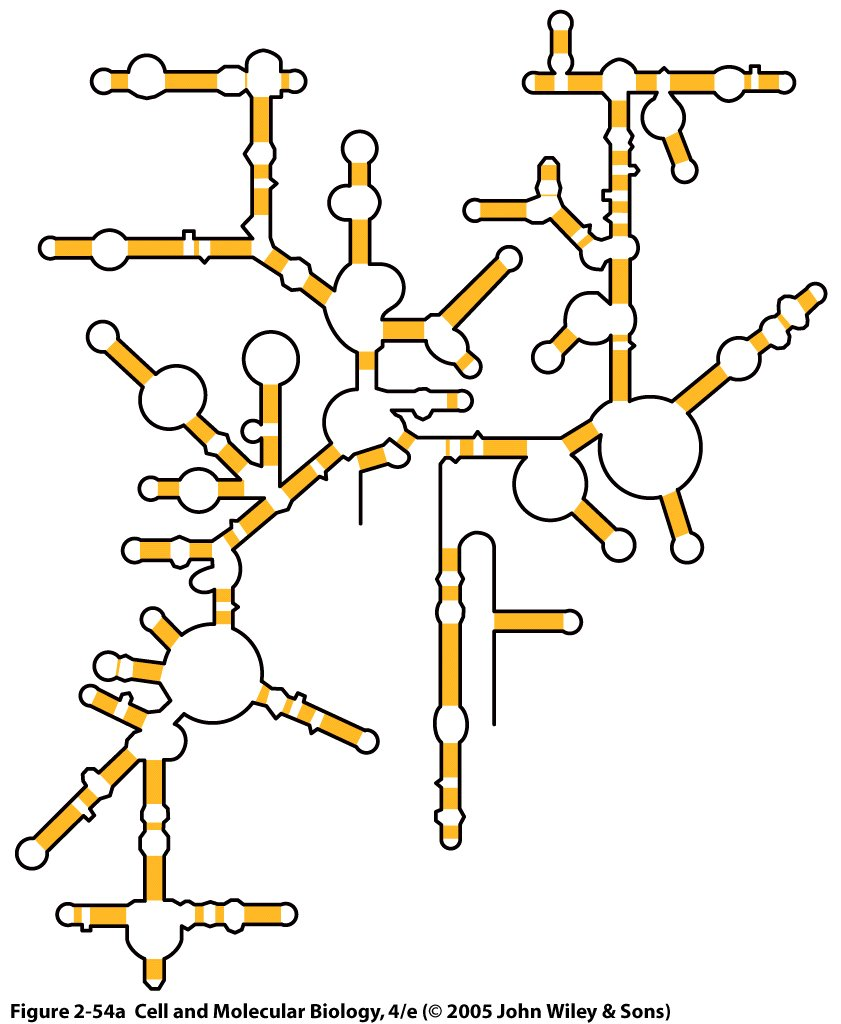 Figure 2-54a Cell and Molecular Biology, 4/e (© 2005 John Wiley & Sons)